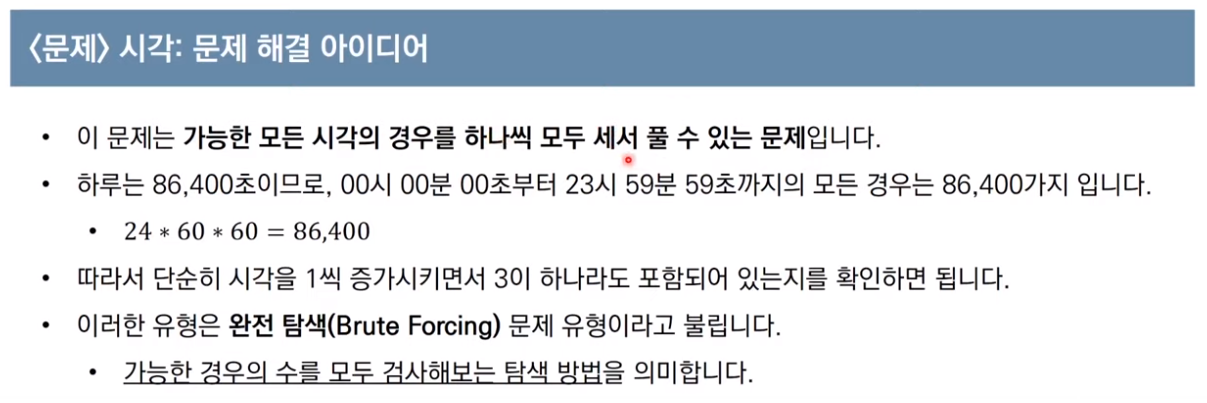 〈문제〉 시각: 문제 해결 아이디어
• 이 문제는 가능한 모든 시각의 경우를 하나씩 모두 세서 풀 수 있는 문제입니다.
• 하루는 86,400초이므로, 00시 00분 00초부터 23시 59분 59초까지의 모든 경우는 86,400가지 입니다.
• 24 ∗ 60 ∗ 60 = 86,400
• 따라서 단순히 시각을 1씩 증가시키면서 3이 하나라도 포함되어 있는지를 확인하면 됩니다.
• 이러한 유형은 완전 탐색(Brute Forcing) 문제 유형이라고 불립니다.
• 가능한 경우의 수를 모두 검사해보는 탐색 방법을 의미합니다.